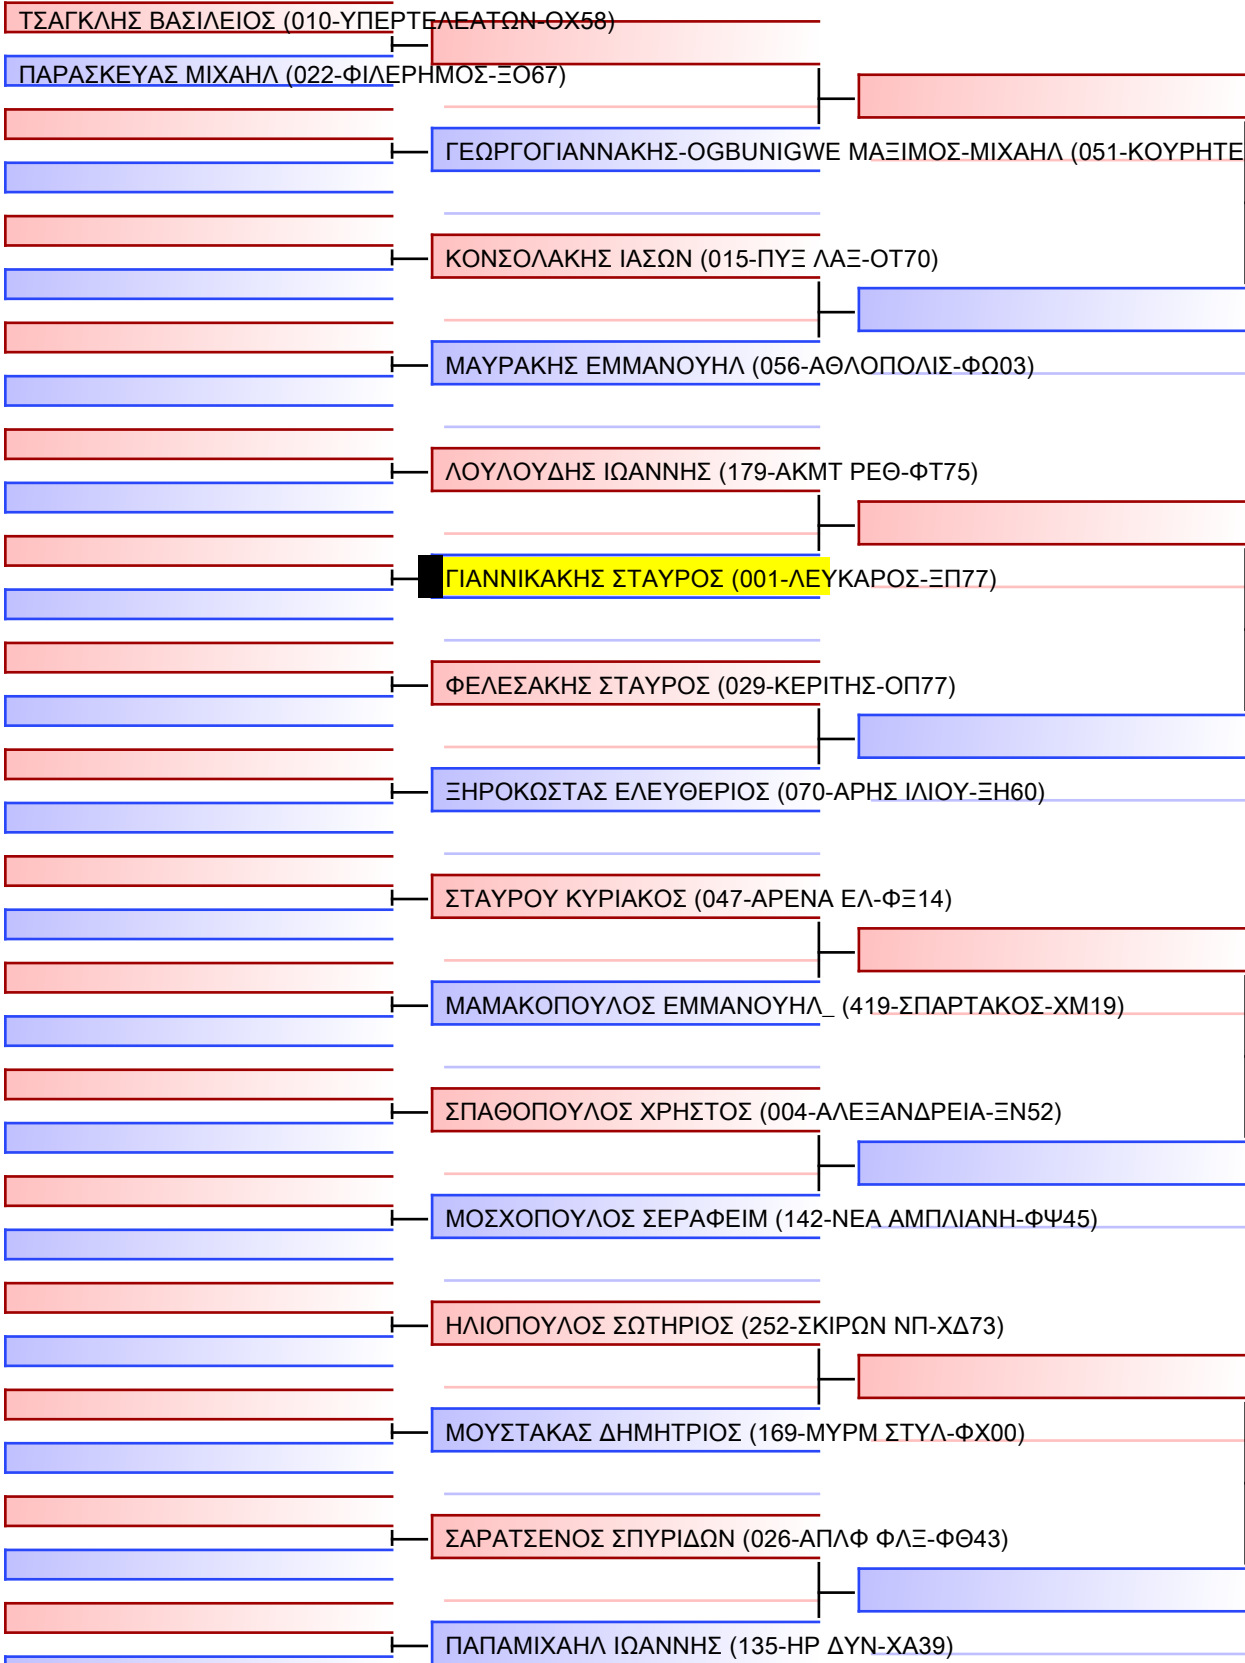 ΤΣΑΓΚΛΗΣ ΒΑΣΙΛΕΙΟΣ (010-ΥΠΕΡΤΕΛΕΑΤΩΝ-ΟΧ58)
ΠΑΡΑΣΚΕΥΑΣ ΜΙΧΑΗΛ (022-ΦΙΛΕΡΗΜΟΣ-ΞΟ67)
ΓΕΩΡΓΟΓΙΑΝΝΑΚΗΣ-OGBUNIGWE ΜΑΞΙΜΟΣ-ΜΙΧΑΗΛ (051-ΚΟΥΡΗΤΕ
ΚΟΝΣΟΛΑΚΗΣ ΙΑΣΩΝ (015-ΠΥΞ ΛΑΞ-ΟΤ70)
ΜΑΥΡΑΚΗΣ ΕΜΜΑΝΟΥΗΛ (056-ΑΘΛΟΠΟΛΙΣ-ΦΩ03)
ΛΟΥΛΟΥΔΗΣ ΙΩΑΝΝΗΣ (179-ΑΚΜΤ ΡΕΘ-ΦΤ75)
ΓΙΑΝΝΙΚΑΚΗΣ ΣΤΑΥΡΟΣ (001-ΛΕΥΚΑΡΟΣ-ΞΠ77)
ΦΕΛΕΣΑΚΗΣ ΣΤΑΥΡΟΣ (029-ΚΕΡΙΤΗΣ-ΟΠ77)
ΞΗΡΟΚΩΣΤΑΣ ΕΛΕΥΘΕΡΙΟΣ (070-ΑΡΗΣ ΙΛΙΟΥ-ΞΗ60)
ΣΤΑΥΡΟΥ ΚΥΡΙΑΚΟΣ (047-ΑΡΕΝΑ ΕΛ-ΦΞ14)
ΜΑΜΑΚΟΠΟΥΛΟΣ ΕΜΜΑΝΟΥΗΛ_ (419-ΣΠΑΡΤΑΚΟΣ-ΧΜ19)
ΣΠΑΘΟΠΟΥΛΟΣ ΧΡΗΣΤΟΣ (004-ΑΛΕΞΑΝΔΡΕΙΑ-ΞΝ52)
ΜΟΣΧΟΠΟΥΛΟΣ ΣΕΡΑΦΕΙΜ (142-ΝΕΑ ΑΜΠΛΙΑΝΗ-ΦΨ45)
ΗΛΙΟΠΟΥΛΟΣ ΣΩΤΗΡΙΟΣ (252-ΣΚΙΡΩΝ ΝΠ-ΧΔ73)
ΜΟΥΣΤΑΚΑΣ ΔΗΜΗΤΡΙΟΣ (169-ΜΥΡΜ ΣΤΥΛ-ΦΧ00)
ΣΑΡΑΤΣΕΝΟΣ ΣΠΥΡΙΔΩΝ (026-ΑΠΛΦ ΦΛΞ-ΦΘ43)
ΠΑΠΑΜΙΧΑΗΛ ΙΩΑΝΝΗΣ (135-ΗΡ ΔΥΝ-ΧΑ39)